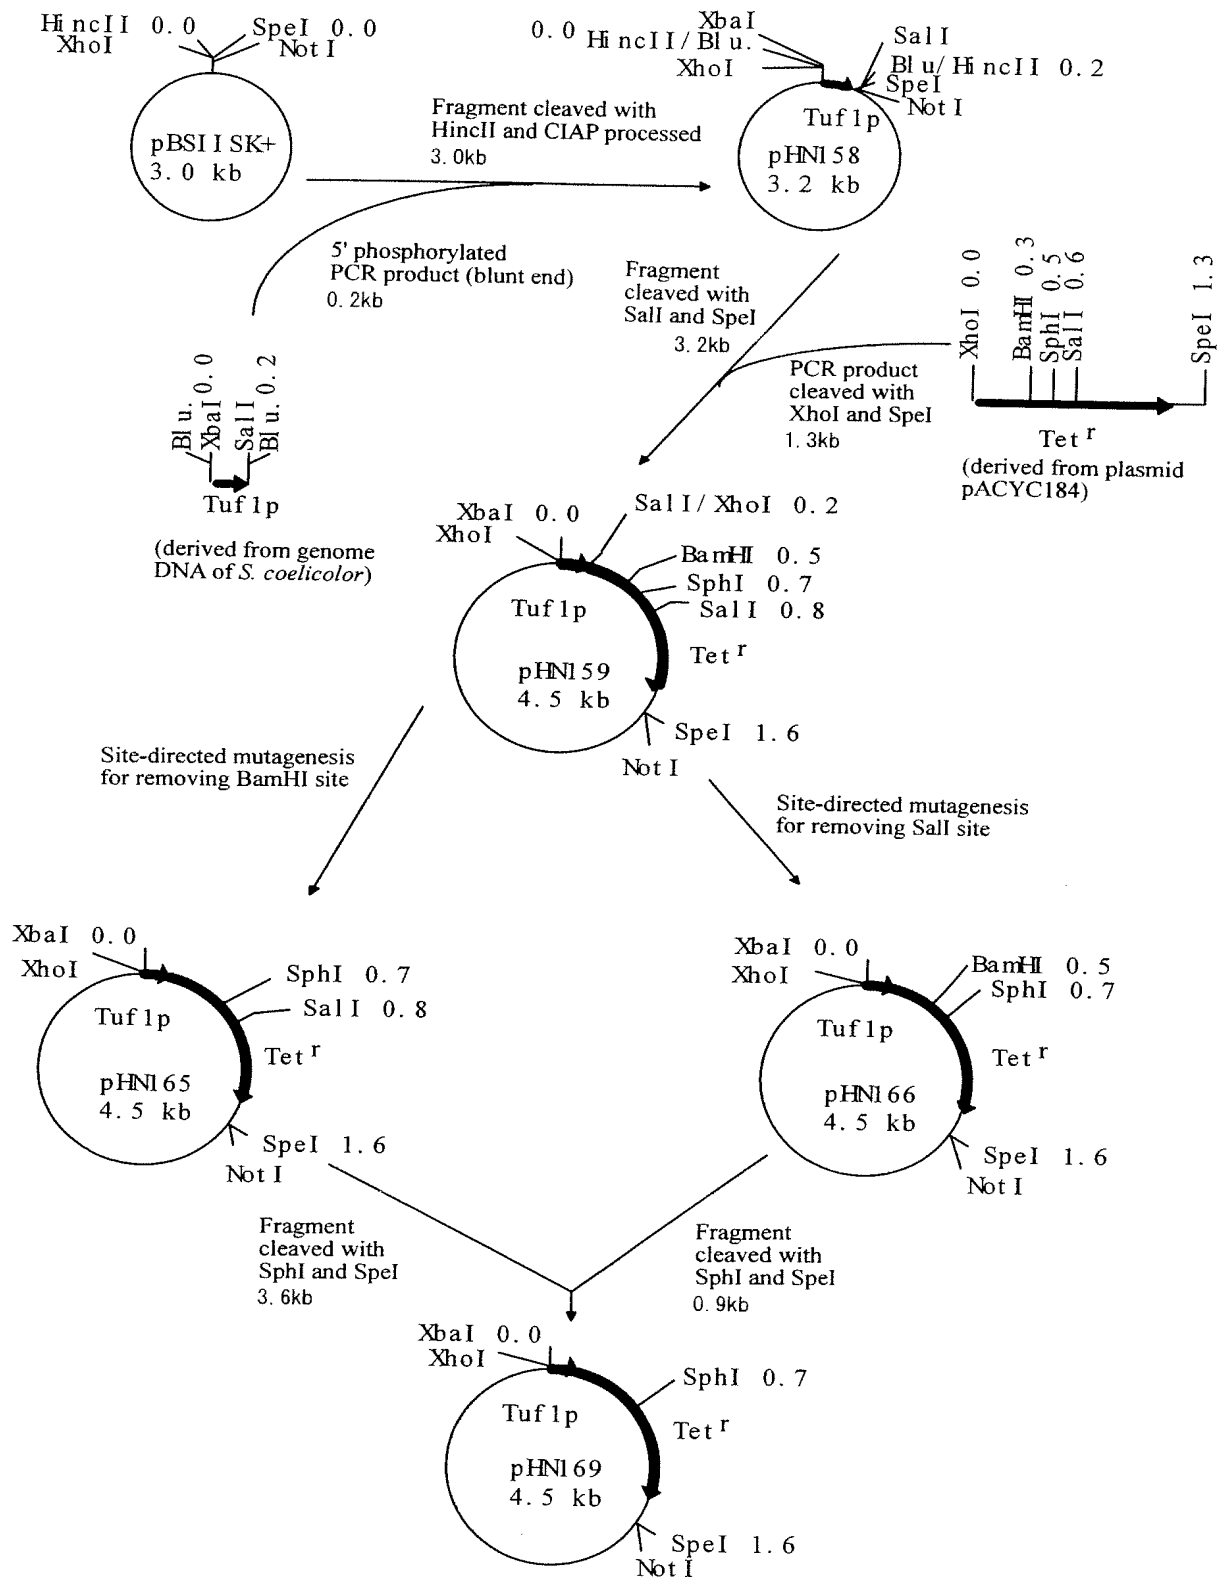 HincII 0.0
XhoI
SpeI 0.0
NotI
pBSIISK+
3.0 kb
Fragment cleaved with
HincII and CIAP processed
3.0kb
XbaI
0.0 HincII/Blu.
XhoI
SalI
Blu/HincII 0.2
SpeI
NotI
Tuf1p
pHN158
3.2 kb
5' phosphorylated
PCR product (blunt end)
0.2kb
Blu.
XbaI 0.0
SalI
Blu. 0.2
Tuf1p
(derived from genome
DNA of S. coelicolor)
Fragment
cleaved with
SalI and SpeI
3.2kb
PCR product
cleaved with
XhoI and SpeI
1.3kb
XhoI 0.0
BamHI 0.3
SphI 0.5
SalI 0.6
SpeI 1.3
Tet r
(derived from plasmid
pACYC184)
XbaI 0.0
XhoI
SalI/XhoI 0.2
BamHI 0.5
SphI 0.7
SalI 0.8
Tuf1p
Tet r
pHN159
4.5 kb
SpeI 1.6
NotI
Site-directed mutagenesis
for removing BamHI site
Site-directed mutagenesis
for removing SalI site
XbaI 0.0
XhoI
SphI 0.7
SalI 0.8
Tuf1p
Tet r
pHN165
4.5 kb
SpeI 1.6
NotI
XbaI 0.0
XhoI
BamHI 0.5
SphI 0.7
Tuf1p
Tet r
pHN166
4.5 kb
SpeI 1.6
NotI
Fragment
cleaved with
SphI and SpeI
3.6kb
Fragment
cleaved with
SphI and SpeI
0.9kb
XbaI 0.0
XhoI
SphI 0.7
Tuf1p
Tet r
pHN169
4.5 kb
SpeI 1.6
NotI